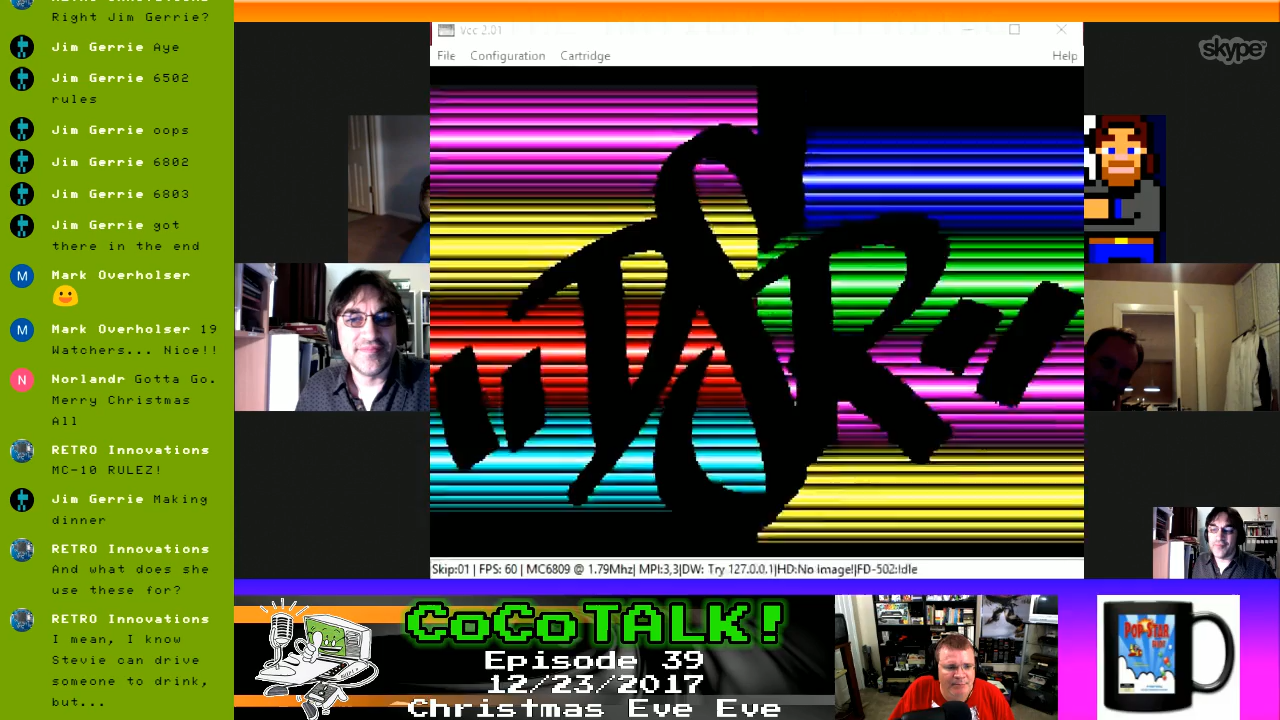 Right Jim Gerrie?
Jim Gerrie Aye
Jim Gerrie 6502
rules
Jim Gerrie oops
Jim Gerrie 6802
Jim Gerrie 6803
Jim Gerrie got
there in the end
M Mark Overholser
M Mark Overholser 19
Watchers... Nice!!
N Norlandr Gotta Go.
Merry Christmas
All
RETRO Innovations
MC-10 RULEZ!
Jim Gerrie Making
dinner
RETRO Innovations
And what does she
use these for?
RETRO Innovations
I mean, I know
Stevie can drive
someone to drink,
but...
Vcc 2.01
File Configuration Cartridge Help
skype
Skip:01 | FPS: 60 | MC6809 @ 1.79Mhz| MPI:3,3|DW: Try 127.0.0.1|HD:No image!|FD-502:Idle
CoCoTALK!
Episode 39
12/23/2017
Christmas Eve Eve
POP★STAR